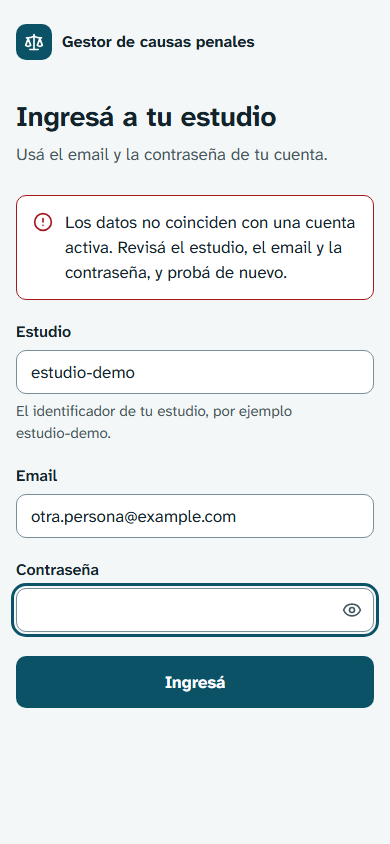 Gestor de causas penales
Ingresá a tu estudio
Usá el email y la contraseña de tu cuenta.
Los datos no coinciden con una cuenta
activa. Revisá el estudio, el email y la
contraseña, y probá de nuevo.
Estudio
estudio-demo
El identificador de tu estudio, por ejemplo
estudio-demo.
Email
otra.persona@example.com
Contraseña
Ingresá